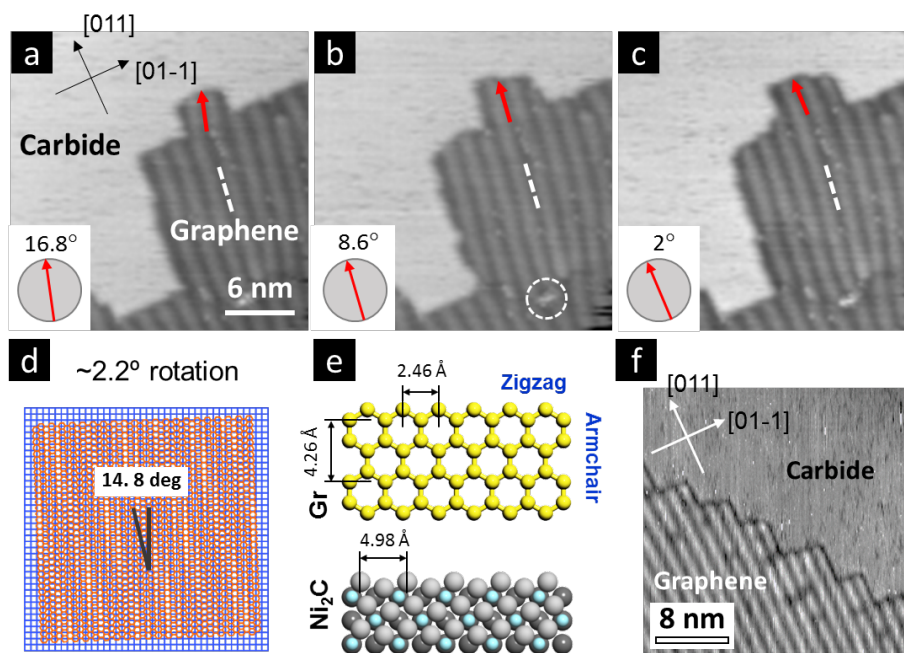 a
[011]
[01-1]
Carbide
Graphene
16.8°
6 nm
b
8.6°
c
2°
d
~2.2º rotation
14. 8 deg
e
2.46 Å
Zigzag
Armchair
4.26 Å
Gr
4.98 Å
Ni₂C
f
[011]
[01-1]
Carbide
Graphene
8 nm